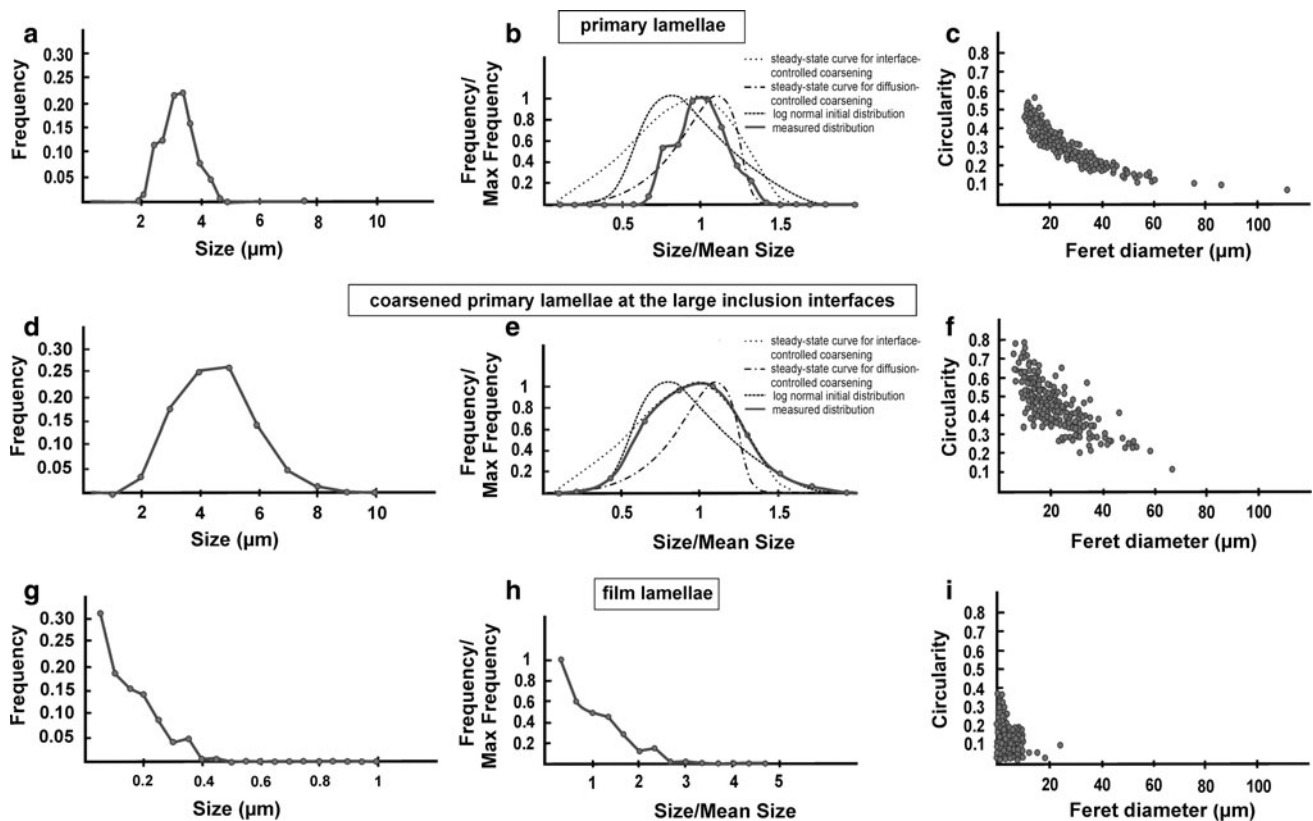 a
b
primary lamellae
c
Frequency
0.30
0.25
0.20
0.15
0.10
0.05
2
4
6
8
10
Size (µm)
Frequency/
Max Frequency
1
0.8
0.6
0.4
0.2
0.5
1
1.5
Size/Mean Size
steady-state curve for interface-
controlled coarsening
steady-state curve for diffusion-
controlled coarsening
log normal initial distribution
measured distribution
Circularity
0.8
0.7
0.6
0.5
0.4
0.3
0.2
0.1
20
40
60
80
100
Feret diameter (µm)
coarsened primary lamellae at the large inclusion interfaces
d
e
f
Frequency
0.30
0.25
0.20
0.15
0.10
0.05
2
4
6
8
10
Size (µm)
Frequency/
Max Frequency
1
0.8
0.6
0.4
0.2
0.5
1
1.5
Size/Mean Size
steady-state curve for interface-
controlled coarsening
steady-state curve for diffusion-
controlled coarsening
log normal initial distribution
measured distribution
Circularity
0.8
0.7
0.6
0.5
0.4
0.3
0.2
0.1
20
40
60
80
100
Feret diameter (µm)
g
h
film lamellae
i
Frequency
0.30
0.25
0.20
0.15
0.10
0.05
0.2
0.4
0.6
0.8
1
Size (µm)
Frequency/
Max Frequency
1
0.8
0.6
0.4
0.2
1
2
3
4
5
Size/Mean Size
Circularity
0.8
0.7
0.6
0.5
0.4
0.3
0.2
0.1
20
40
60
80
100
Feret diameter (µm)